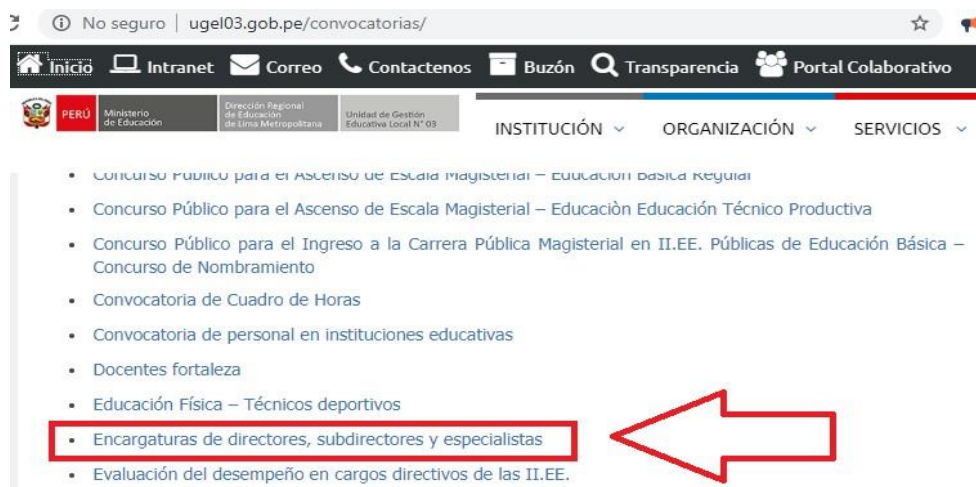 No seguro | ugel03.gob.pe/convocatorias/
Inicio Intranet Correo Contactenos Buzón Transparencia Portal Colaborativo
PERÚ
Ministerio
de Educación
Dirección Regional
de Educación
de Lima Metropolitana
Unidad de Gestión
Educativa Local N° 03
INSTITUCIÓN ORGANIZACIÓN SERVICIOS
Concurso Público para el Ascenso de Escala Magisterial – Educación Básica Regular
Concurso Público para el Ascenso de Escala Magisterial – Educaciòn Educación Técnico Productiva
Concurso Público para el Ingreso a la Carrera Pública Magisterial en II.EE. Públicas de Educación Básica –
Concurso de Nombramiento
Convocatoria de Cuadro de Horas
Convocatoria de personal en instituciones educativas
Docentes fortaleza
Educación Física – Técnicos deportivos
Encargaturas de directores, subdirectores y especialistas
Evaluación del desempeño en cargos directivos de las II.EE.